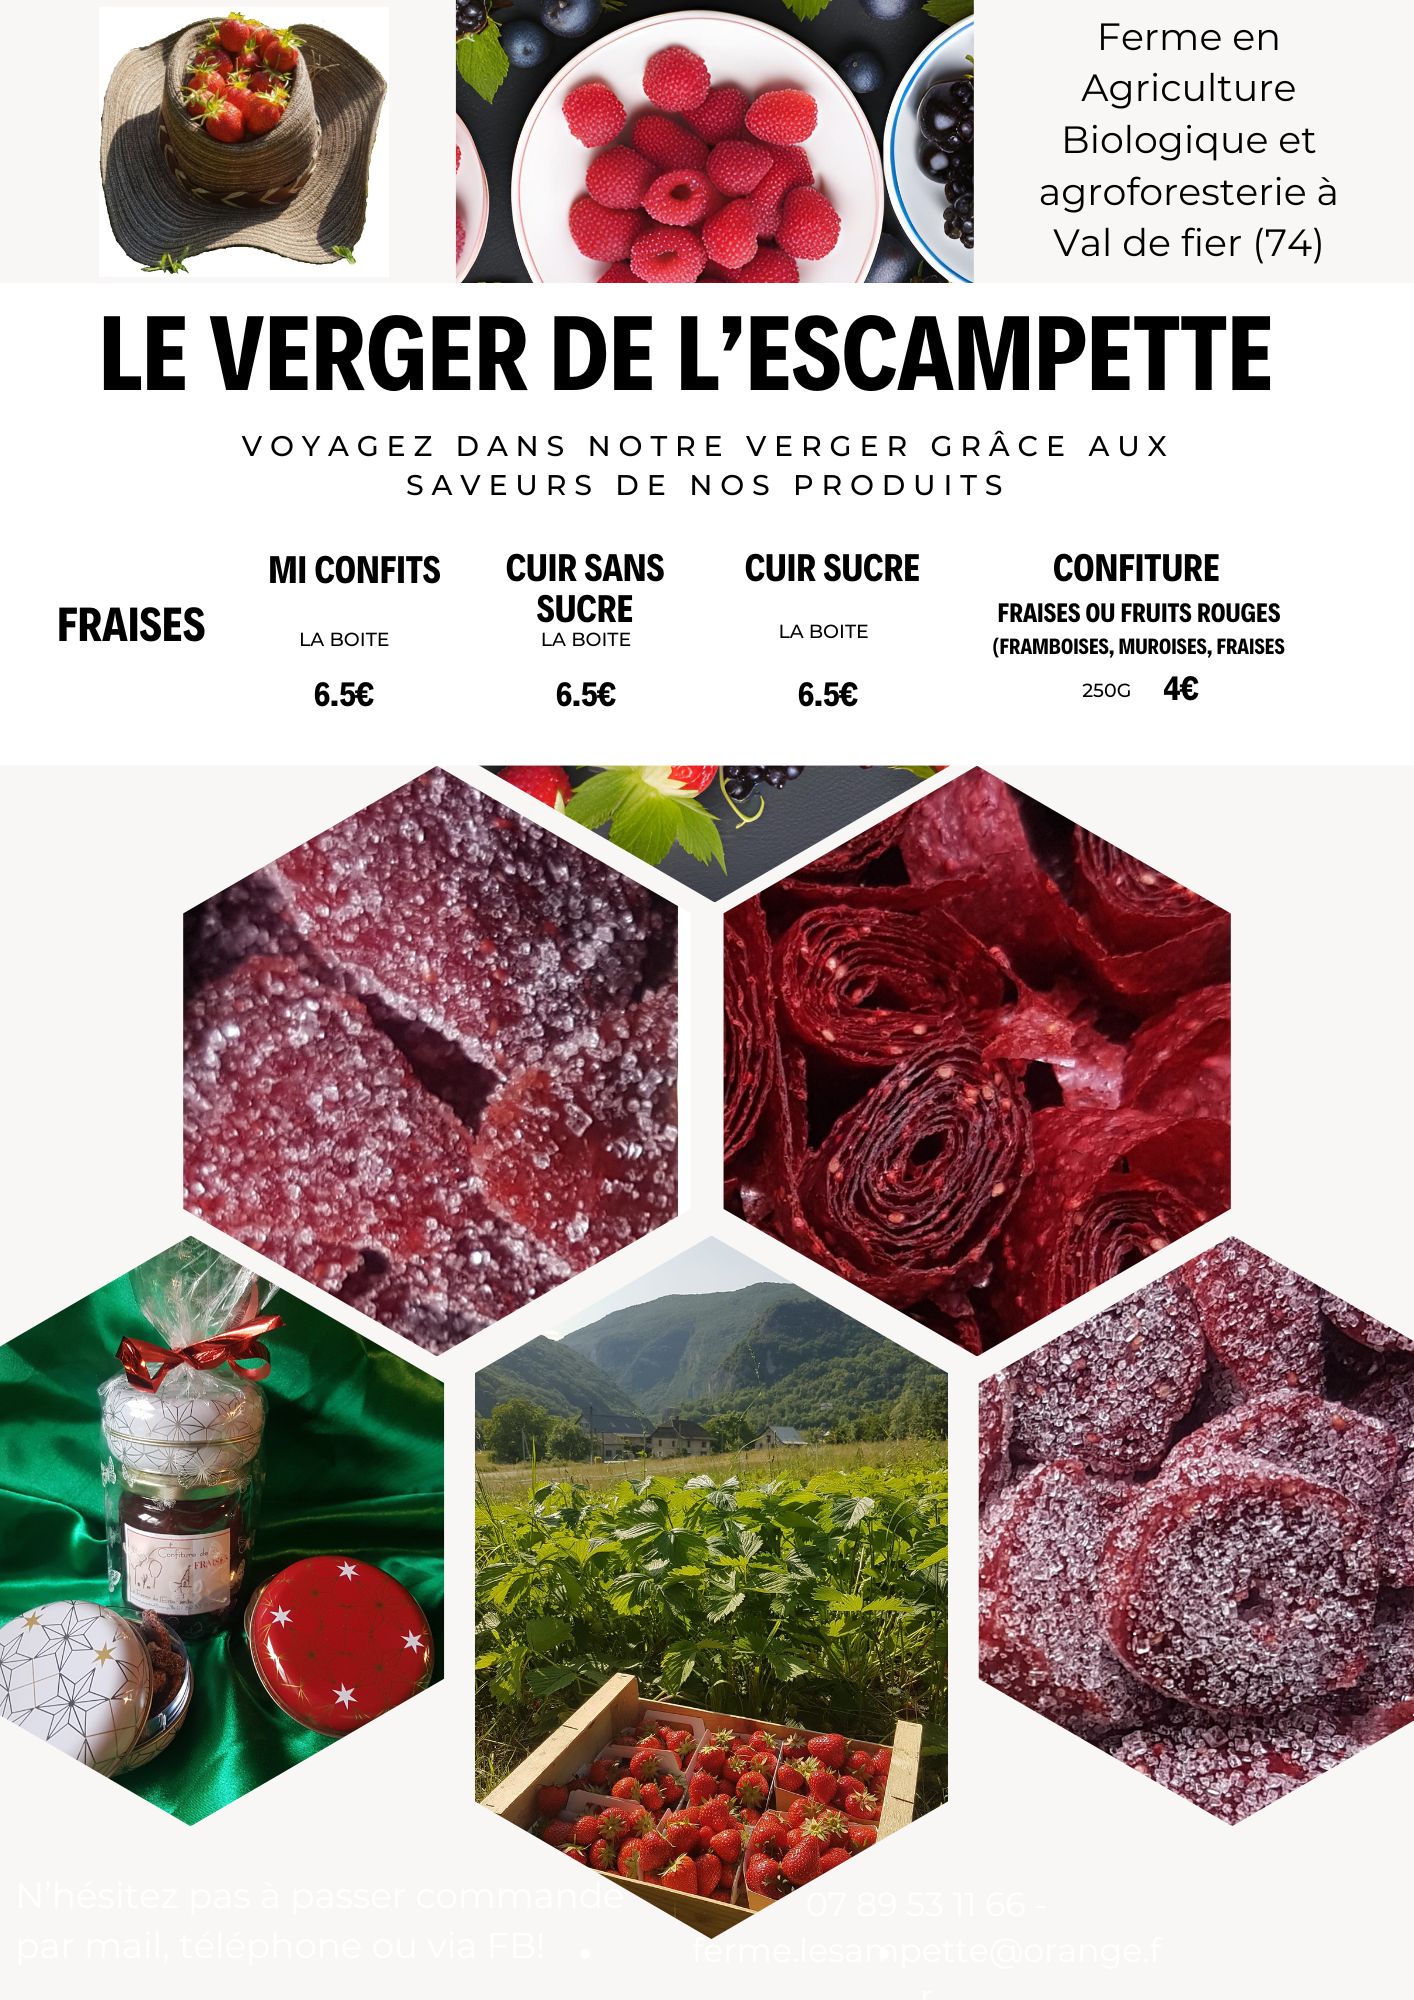 Ferme en
Agriculture
Biologique et
agroforesterie à
Val de fier (74)
LE VERGER DE L’ESCAMPETTE
VOYAGEZ DANS NOTRE VERGER GRÂCE AUX
SAVEURS DE NOS PRODUITS
FRAISES
MI CONFITS
LA BOITE
6.5€
CUIR SANS
SUCRE
LA BOITE
6.5€
CUIR SUCRE
LA BOITE
6.5€
CONFITURE
FRAISES OU FRUITS ROUGES
(FRAMBOISES, MUROISES, FRAISES
250G 4€
Confiture de
FRAISES
N’hésitez pas à passer commande
par mail, téléphone ou via FB!
07 89 53 11 66 -
ferme.lesampette@orange.f
r